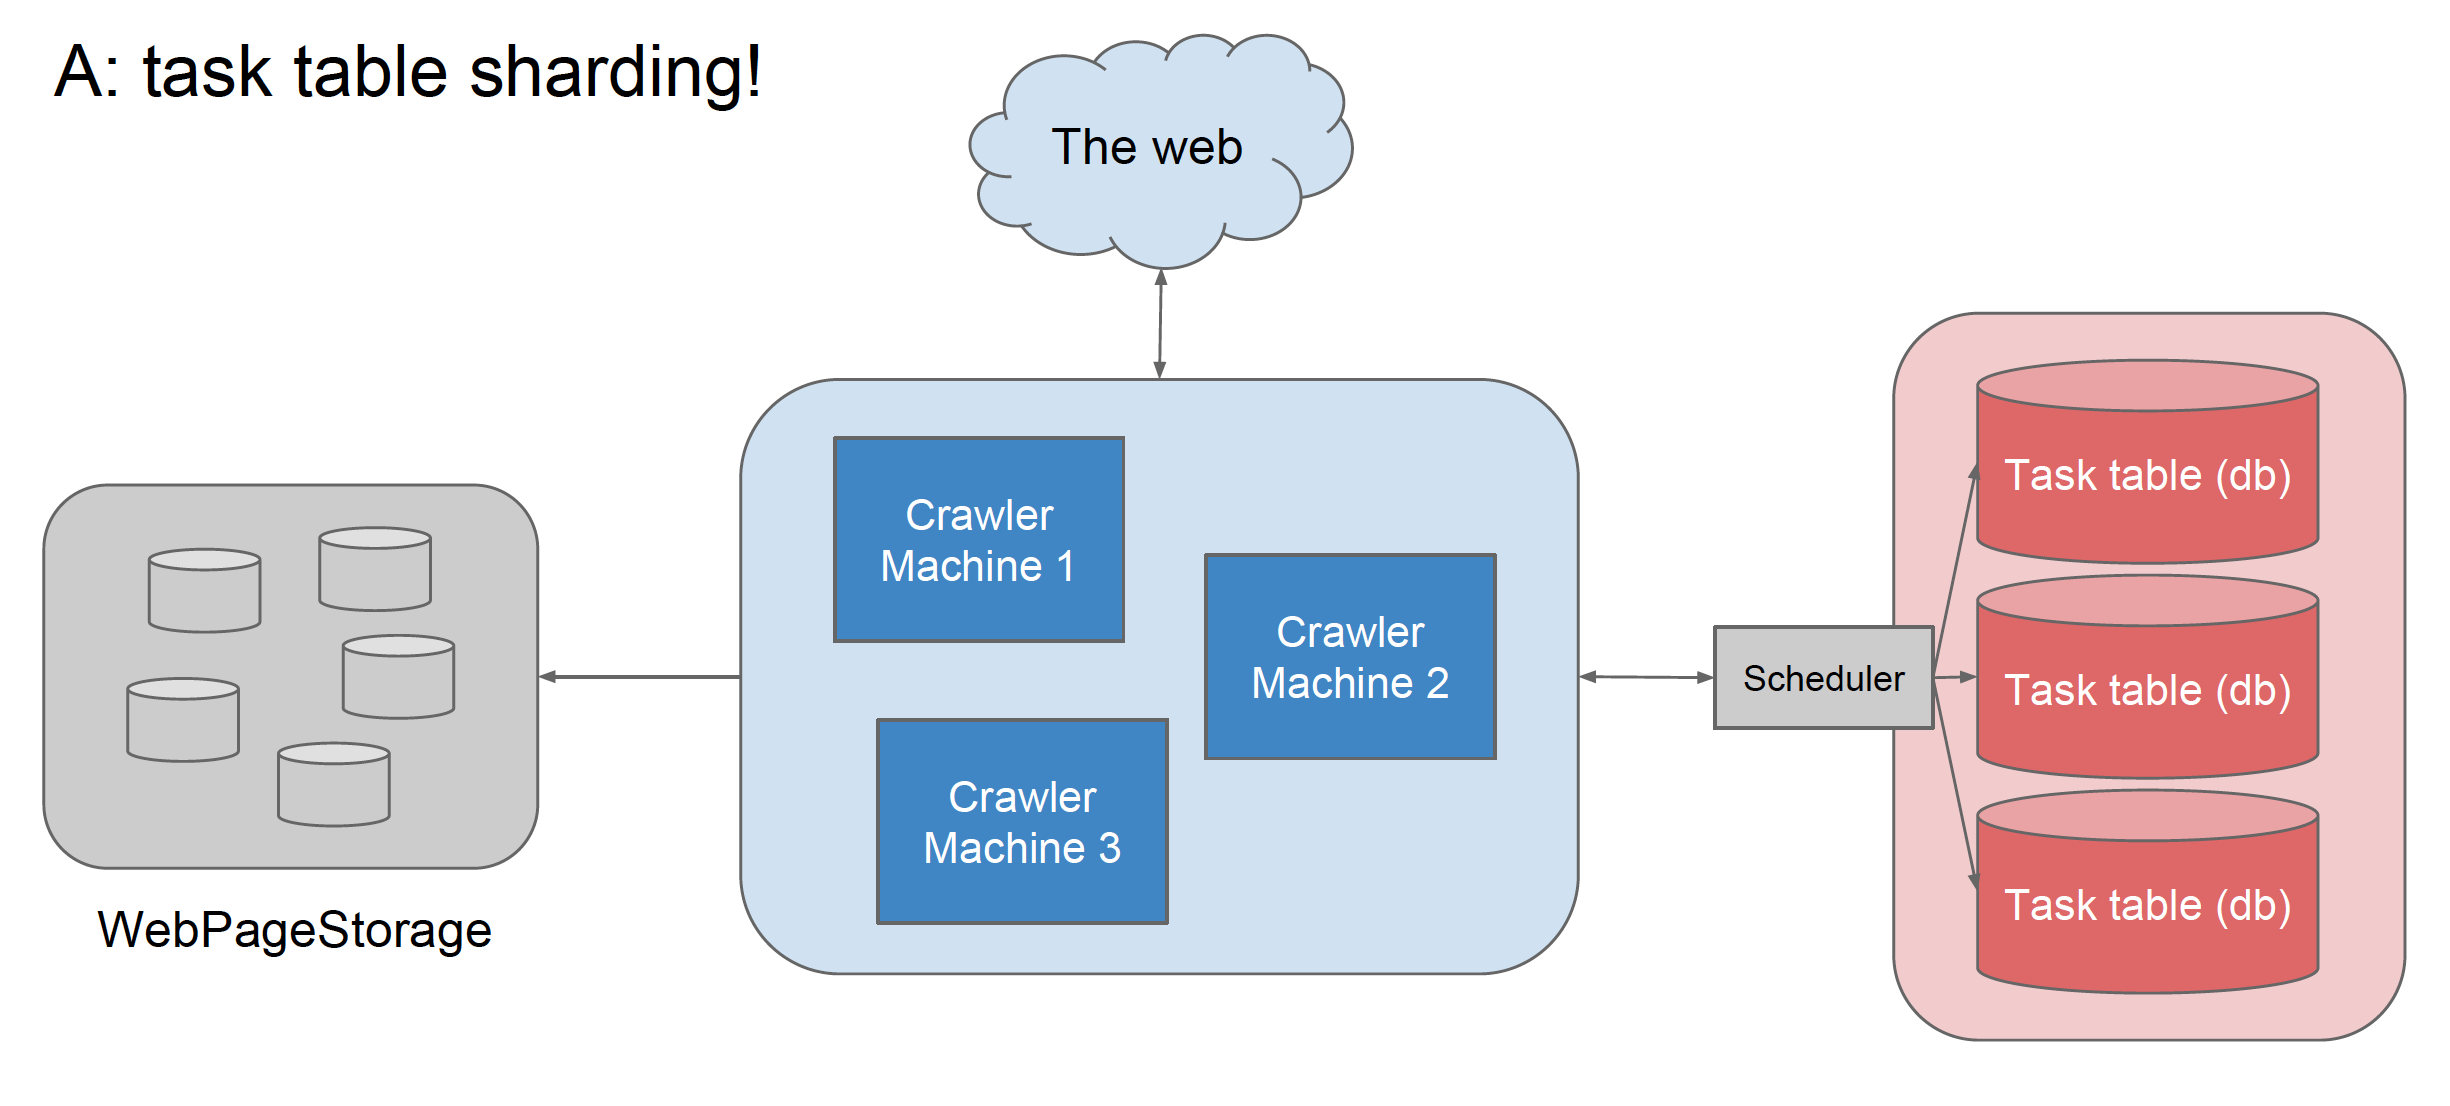 A: task table sharding!
The web
Crawler
Machine 1
Crawler
Machine 2
Crawler
Machine 3
WebPageStorage
Scheduler
Task table (db)
Task table (db)
Task table (db)